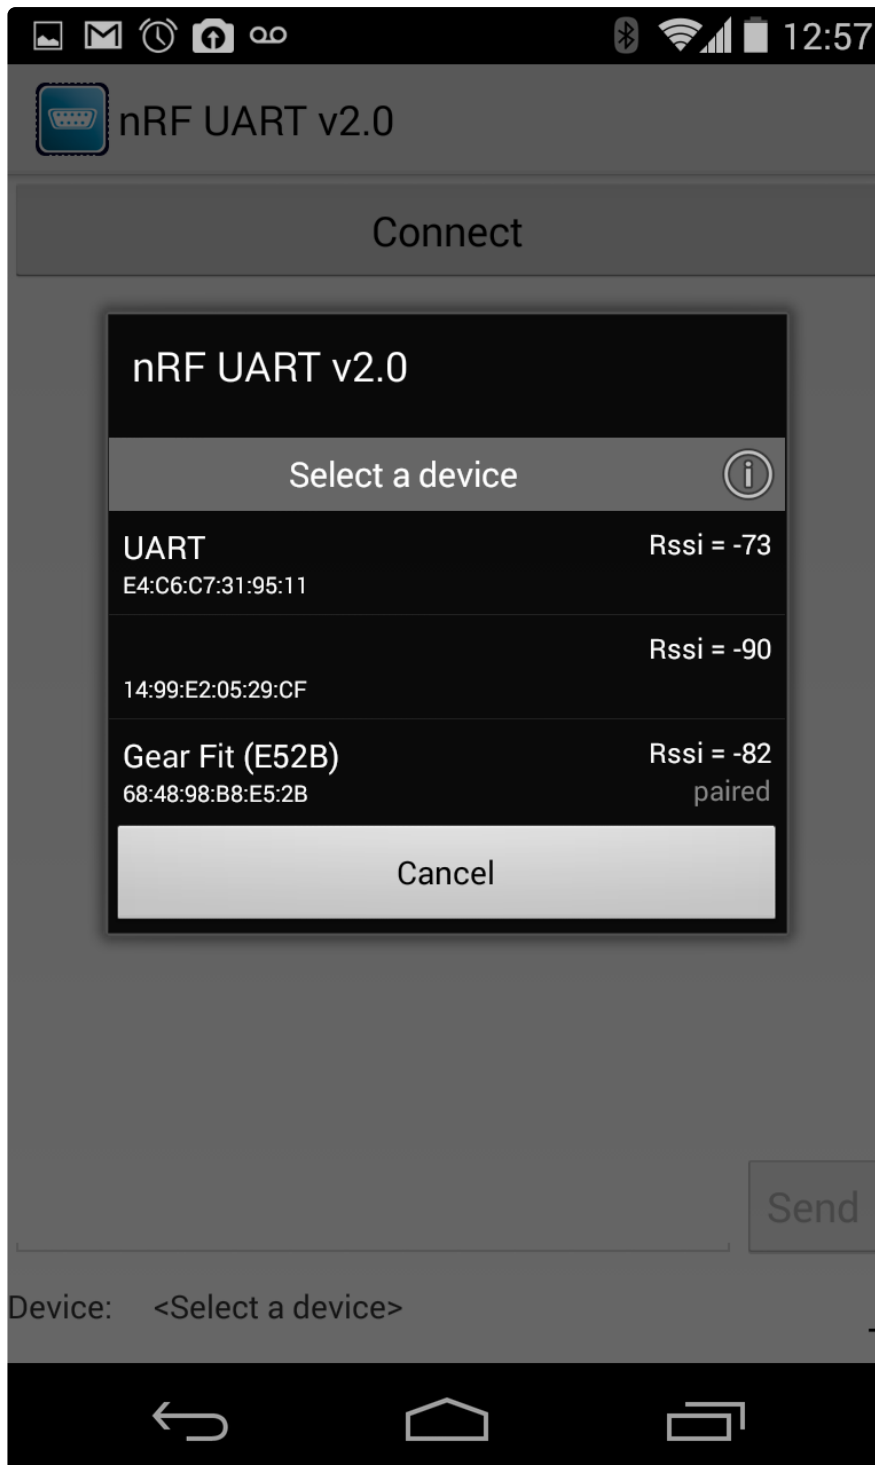 12:57
nRF UART v2.0
Connect
nRF UART v2.0
Select a device
UART
Rssi = -73
E4:C6:C7:31:95:11
Rssi = -90
14:99:E2:05:29:CF
Gear Fit (E52B)
Rssi = -82
68:48:98:B8:E5:2B
paired
Cancel
Send
Device: <Select a device>